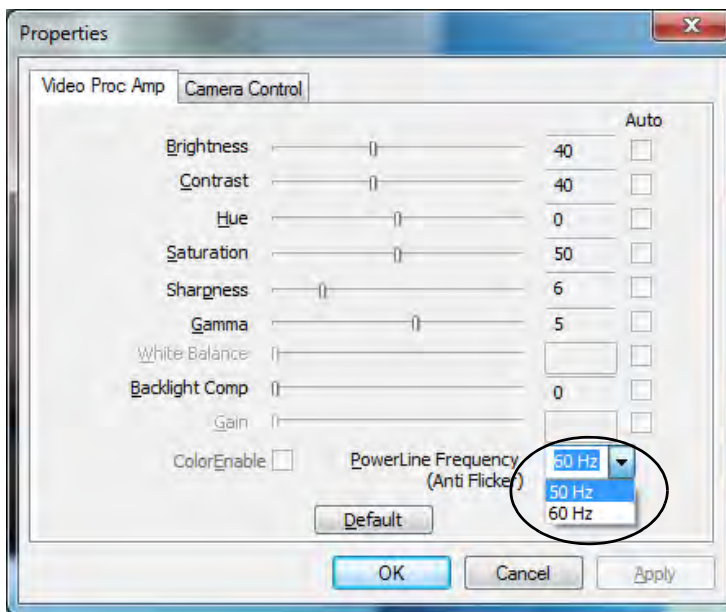 Properties
Video Proc Amp Camera Control
Auto
Brightness 40
Contrast 40
Hue 0
Saturation 50
Sharpness 6
Gamma 5
White Balance
Backlight Comp 0
Gain
ColorEnable PowerLine Frequency 60 Hz
(Anti Flicker)
50 Hz
60 Hz
Default
OK Cancel Apply